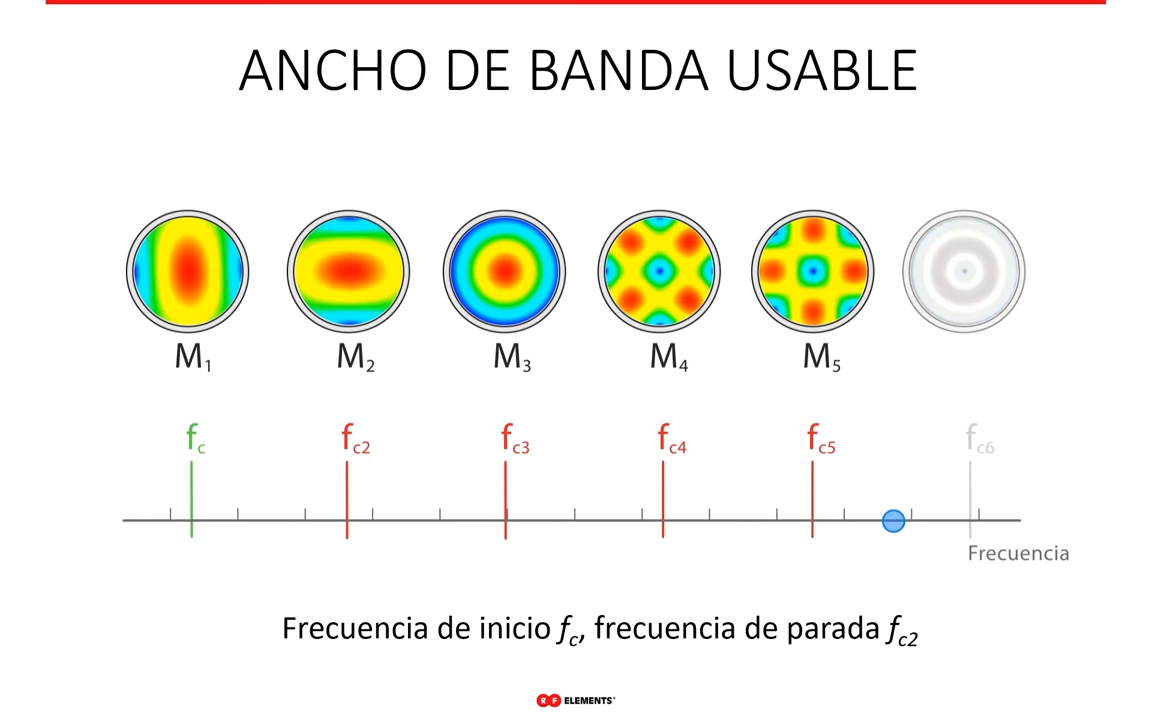 ANCHO DE BANDA USABLE
M1 M2 M3 M4 M5
fc fc2 fc3 fc4 fc5 fc6
Frecuencia
Frecuencia de inicio fc, frecuencia de parada fc2
RF ELEMENTS